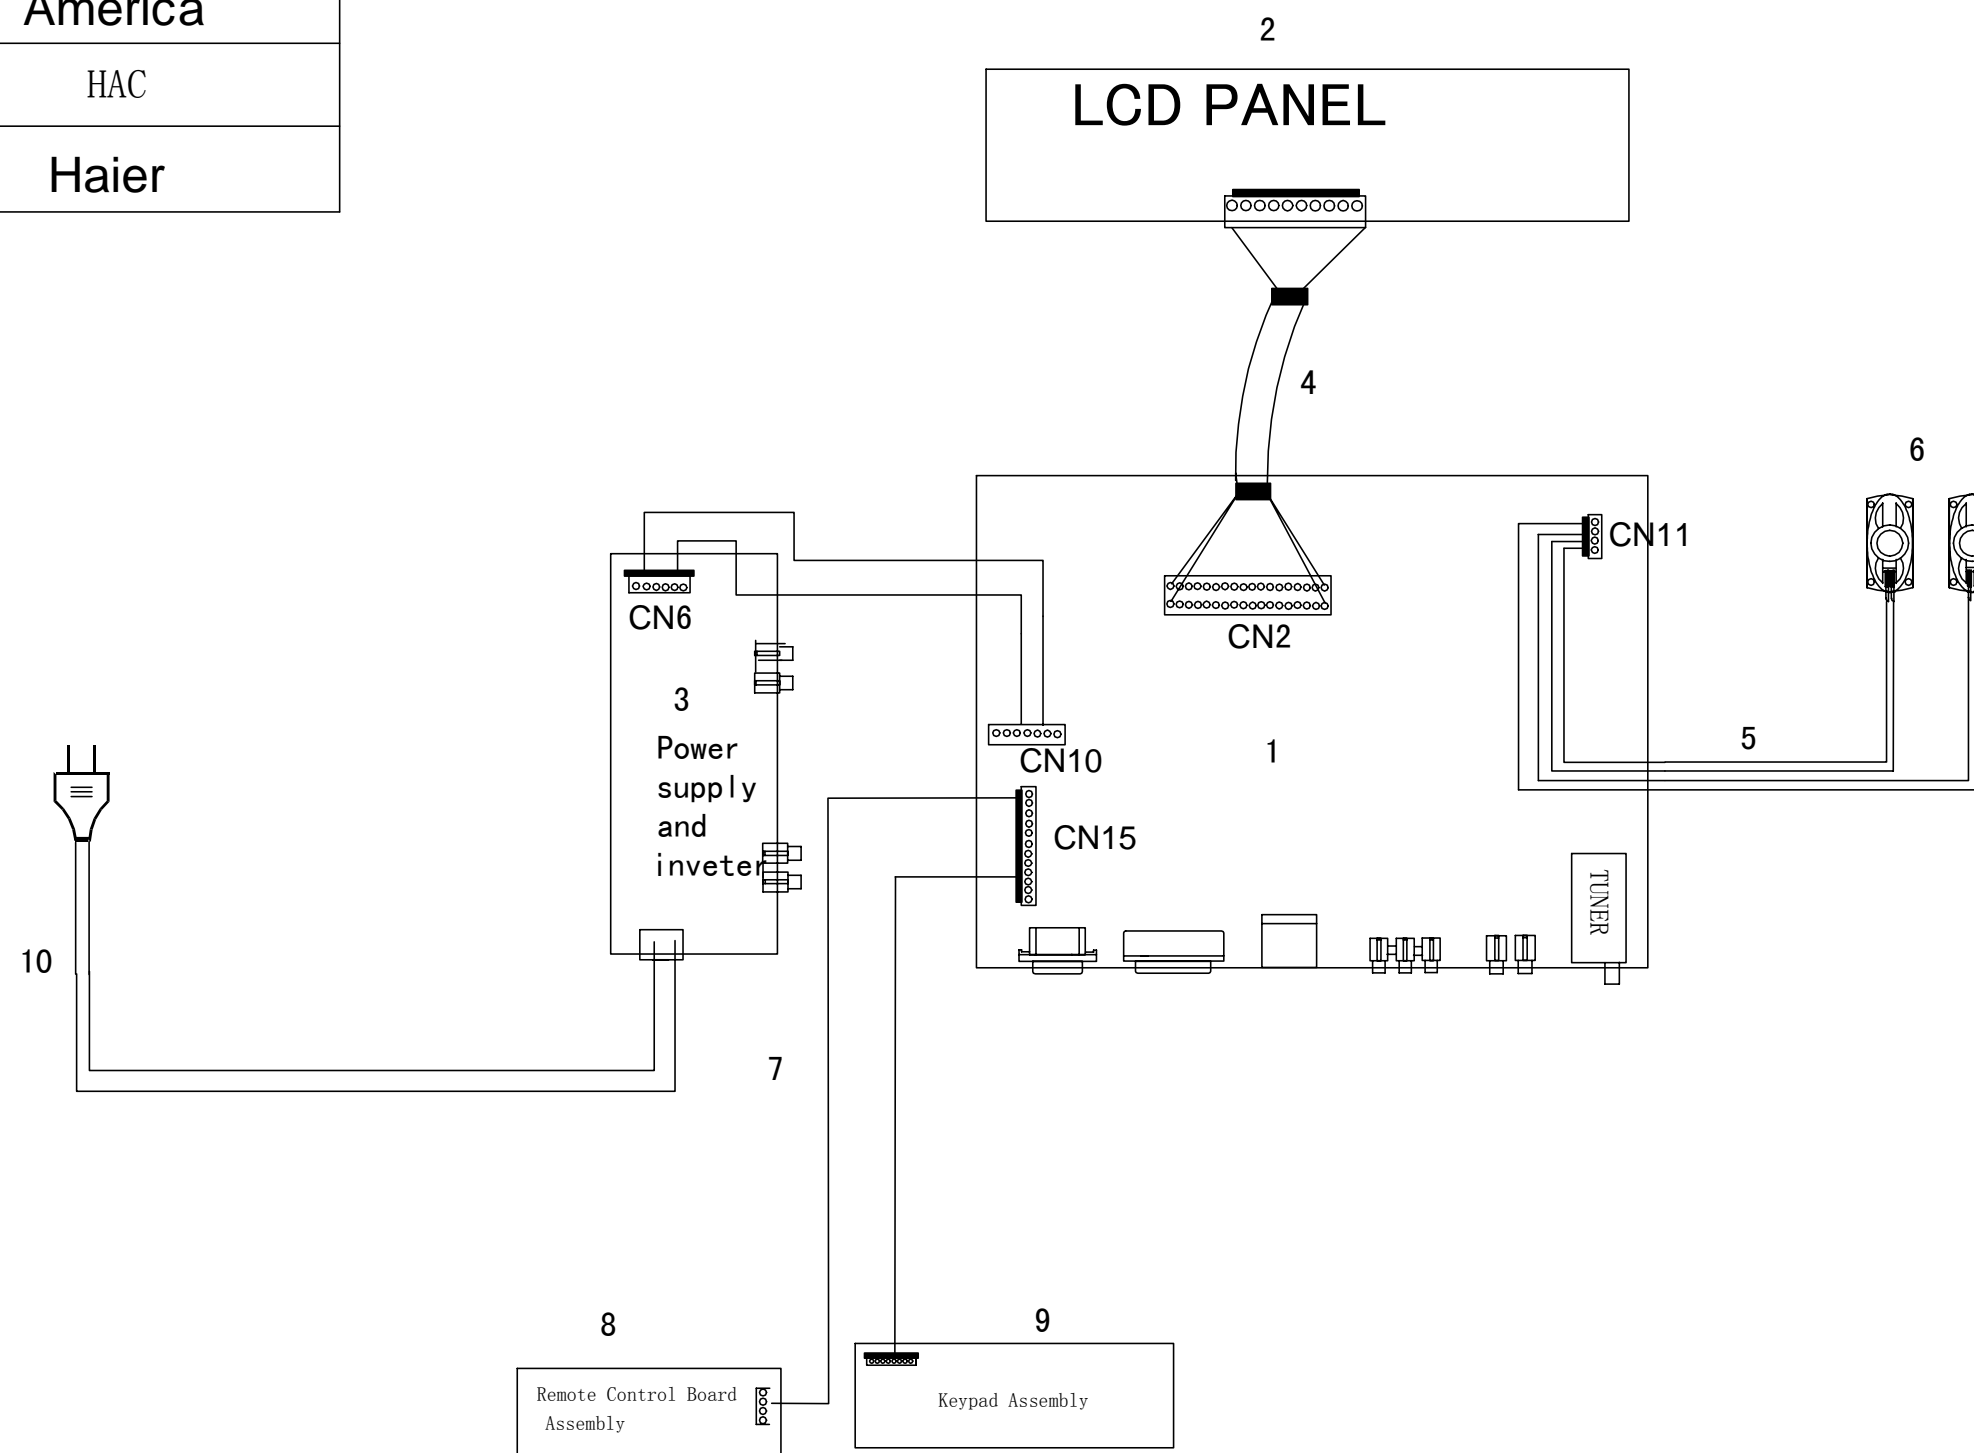 America
HAC
Haier
2
LCD PANEL
4
6
CN11
CN6
CN2
3
Power
supply
and
inveter
CN10
1
5
CN15
TUNER
10
7
8
9
Remote Control Board
Assembly
Keypad Assembly